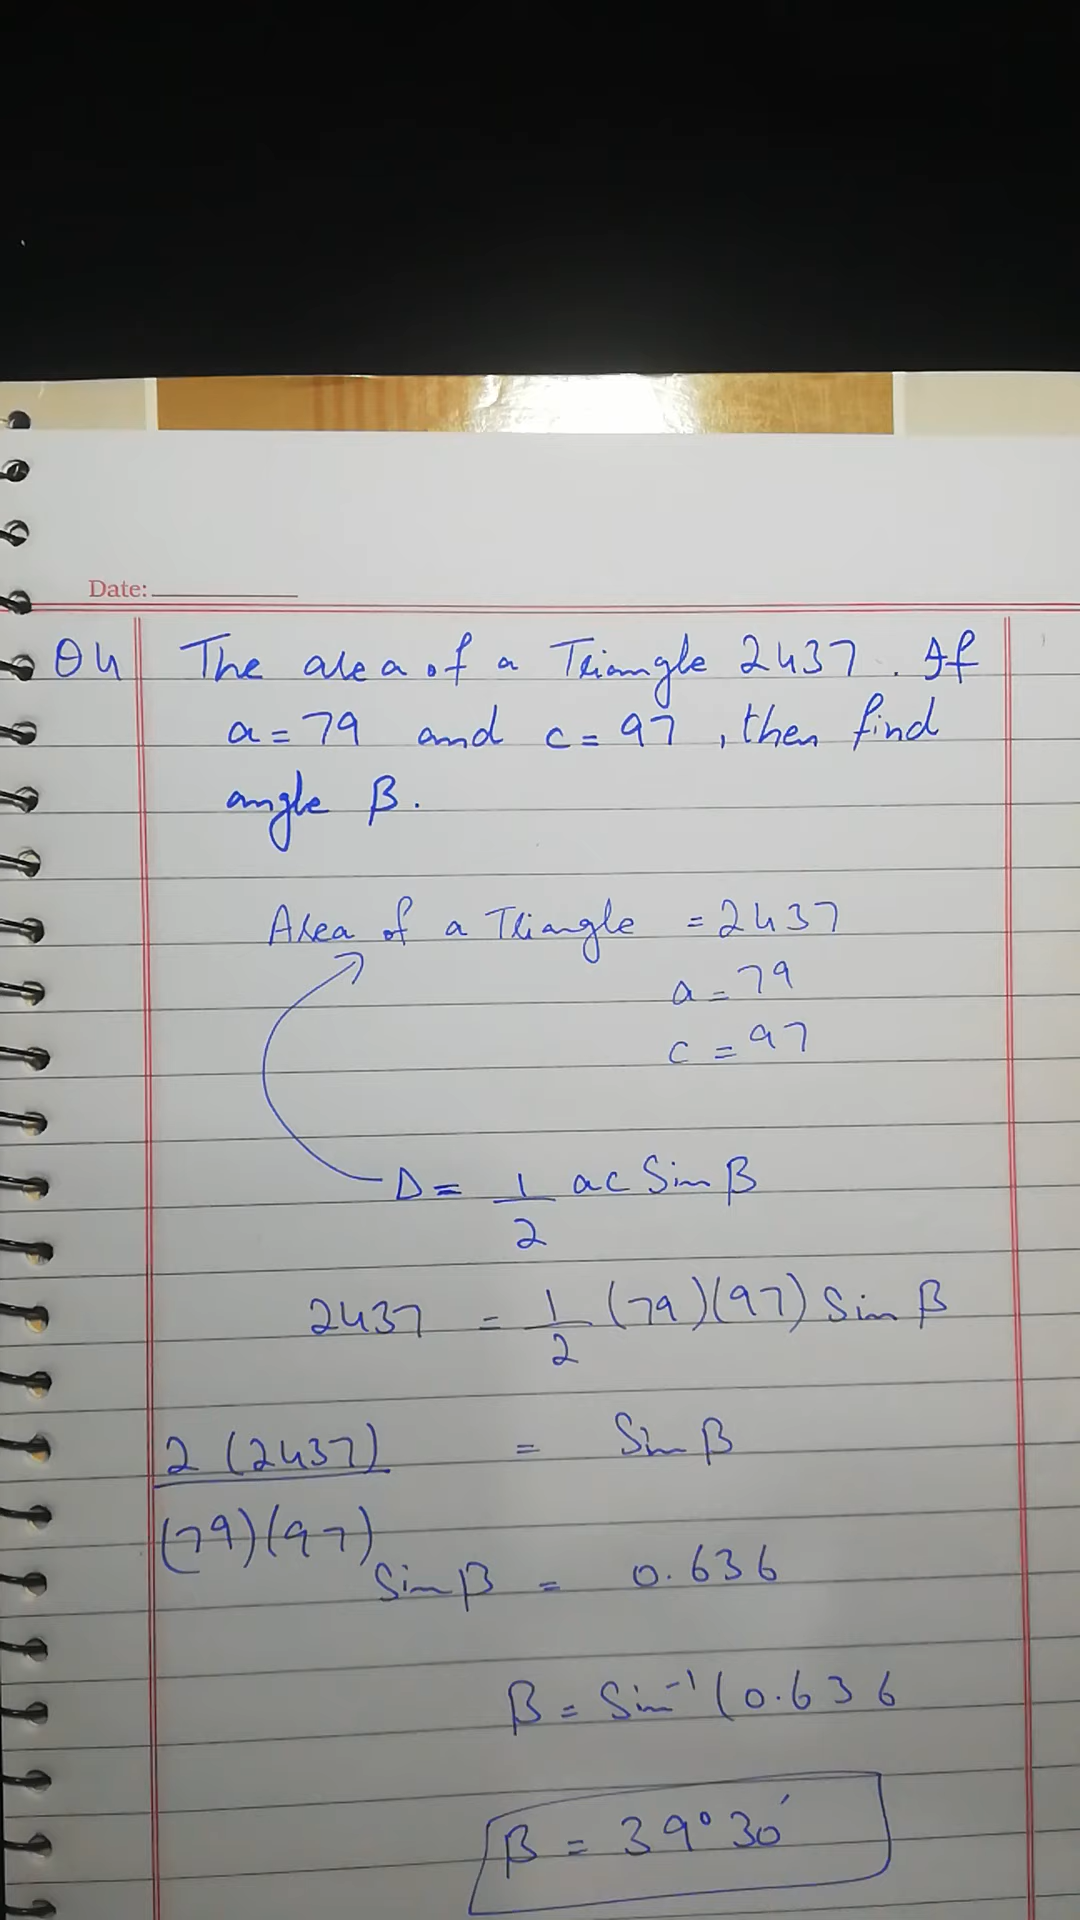 Date:
Q4 The area of a Triangle 2437. If
a = 79 and c = 97, then find
angle β.
Area of a Triangle = 2437
a = 79
c = 97
Δ = 1/2 ac Sin β
2437 = 1/2 (79)(97) Sin β
2(2437)/(79)(97) = Sin β
Sin β = 0.636
β = Sin⁻¹(0.636
β = 39°30′